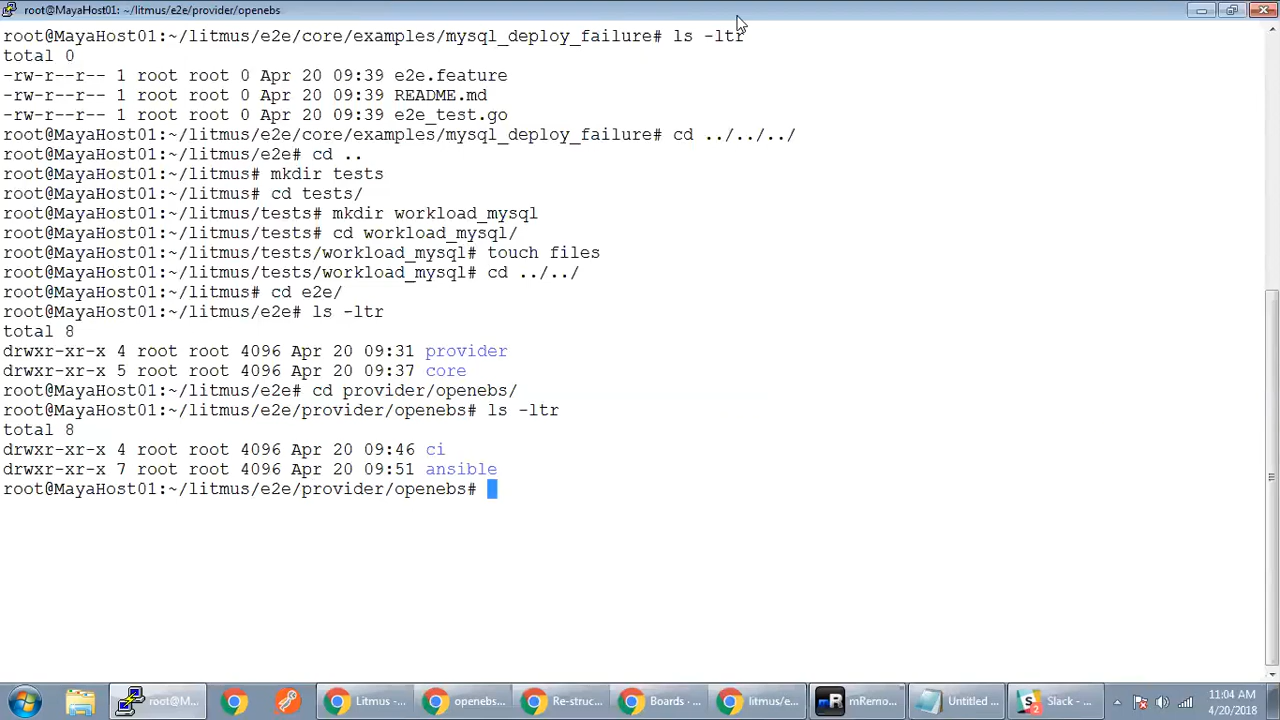 root@MayaHost01: ~/litmus/e2e/provider/openebs
root@MayaHost01:~/litmus/e2e/core/examples/mysql_deploy_failure# ls -ltr
total 0
-rw-r--r-- 1 root root 0 Apr 20 09:39 e2e.feature
-rw-r--r-- 1 root root 0 Apr 20 09:39 README.md
-rw-r--r-- 1 root root 0 Apr 20 09:39 e2e_test.go
root@MayaHost01:~/litmus/e2e/core/examples/mysql_deploy_failure# cd ../../../
root@MayaHost01:~/litmus/e2e# cd ..
root@MayaHost01:~/litmus# mkdir tests
root@MayaHost01:~/litmus# cd tests/
root@MayaHost01:~/litmus/tests# mkdir workload_mysql
root@MayaHost01:~/litmus/tests# cd workload_mysql/
root@MayaHost01:~/litmus/tests/workload_mysql# touch files
root@MayaHost01:~/litmus/tests/workload_mysql# cd ../../
root@MayaHost01:~/litmus# cd e2e/
root@MayaHost01:~/litmus/e2e# ls -ltr
total 8
drwxr-xr-x 4 root root 4096 Apr 20 09:31 provider
drwxr-xr-x 5 root root 4096 Apr 20 09:37 core
root@MayaHost01:~/litmus/e2e# cd provider/openebs/
root@MayaHost01:~/litmus/e2e/provider/openebs# ls -ltr
total 8
drwxr-xr-x 4 root root 4096 Apr 20 09:46 ci
drwxr-xr-x 7 root root 4096 Apr 20 09:51 ansible
root@MayaHost01:~/litmus/e2e/provider/openebs#
root@M... Litmus -... openebs... Re-struc... Boards -... litmus/e... mRemo... Untitled ... Slack - ...
11:04 AM
4/20/2018